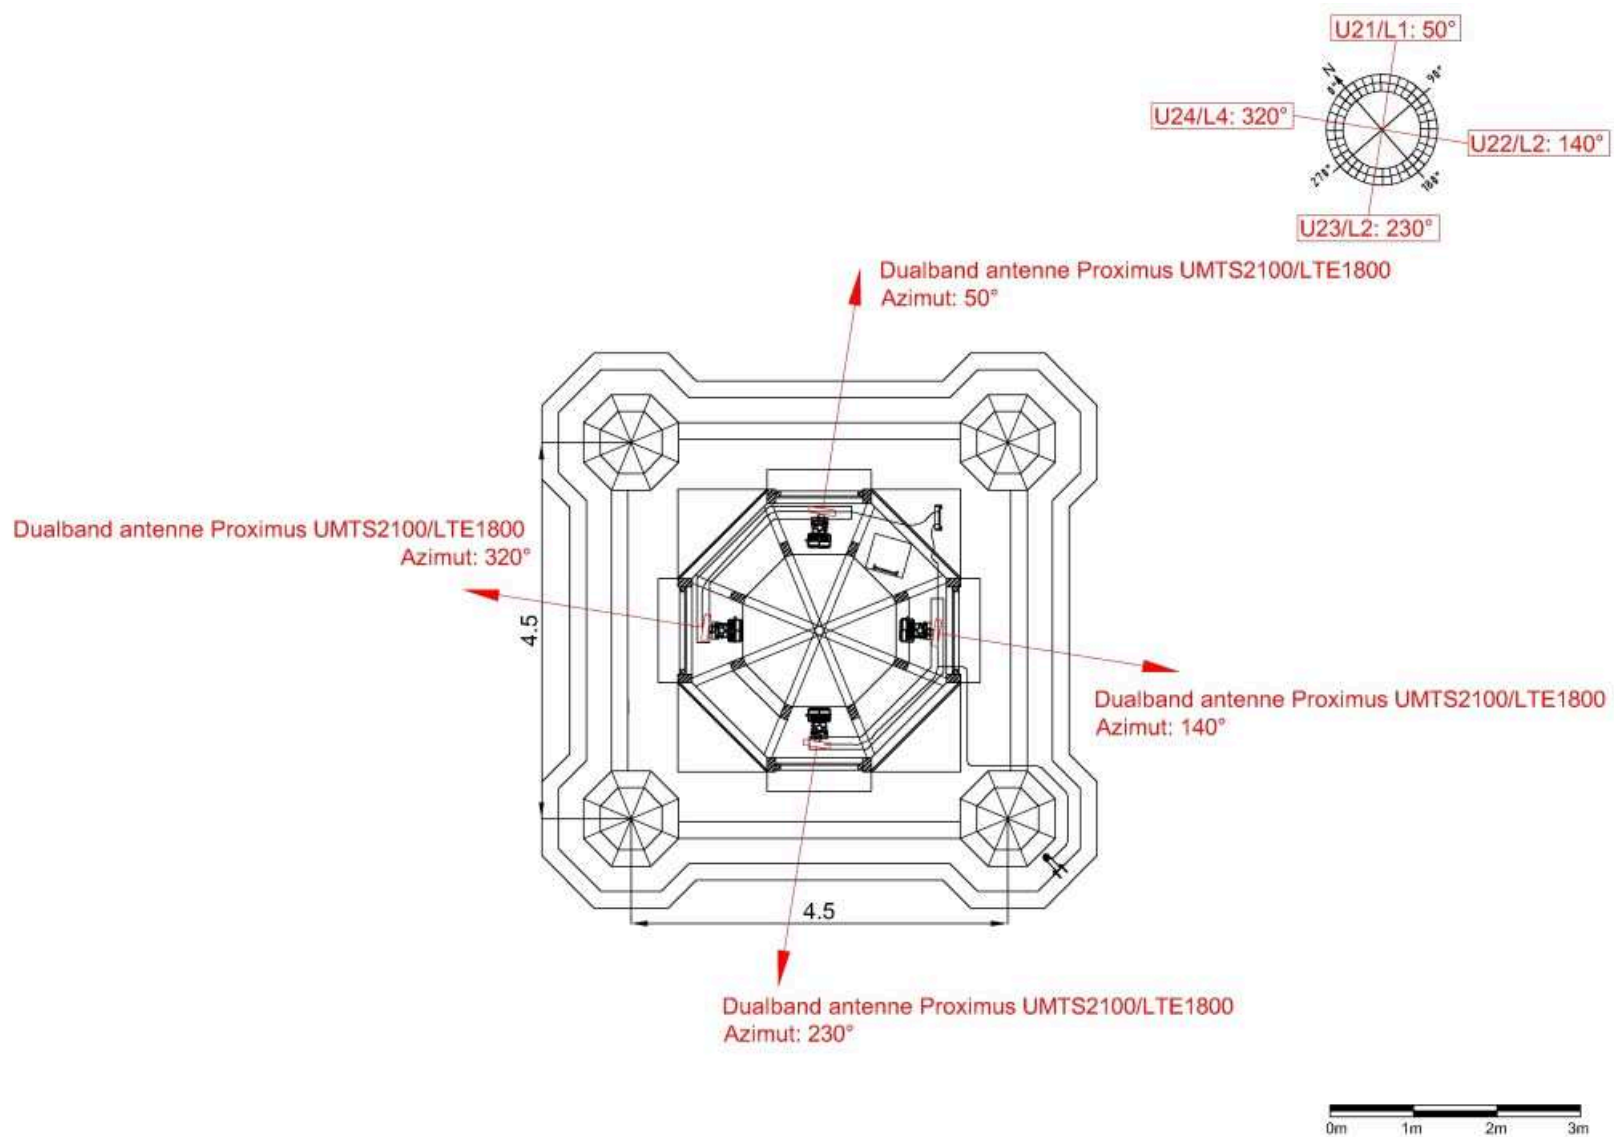 U21/L1: 50°
N
0°
90°
U24/L4: 320°
U22/L2: 140°
270°
180°
U23/L2: 230°
Dualband antenne Proximus UMTS2100/LTE1800
Azimut: 50°
Dualband antenne Proximus UMTS2100/LTE1800
Azimut: 320°
4.5
Dualband antenne Proximus UMTS2100/LTE1800
Azimut: 140°
4.5
Dualband antenne Proximus UMTS2100/LTE1800
Azimut: 230°
0m 1m 2m 3m